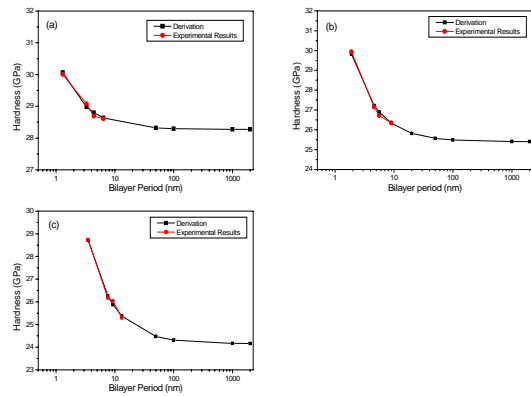 (a)
Derivation
Experimental Results
Hardness (GPa)
31
30
29
28
27
1
10
100
1000
Bilayer Period (nm)
(b)
Derivation
Experimental Results
Hardness (GPa)
32
31
30
29
28
27
26
25
24
1
10
100
1000
Bilayer period (nm)
(c)
Derivation
Experimental Results
Hardness (GPa)
30
29
28
27
26
25
24
23
1
10
100
1000
Bilayer Period (nm)